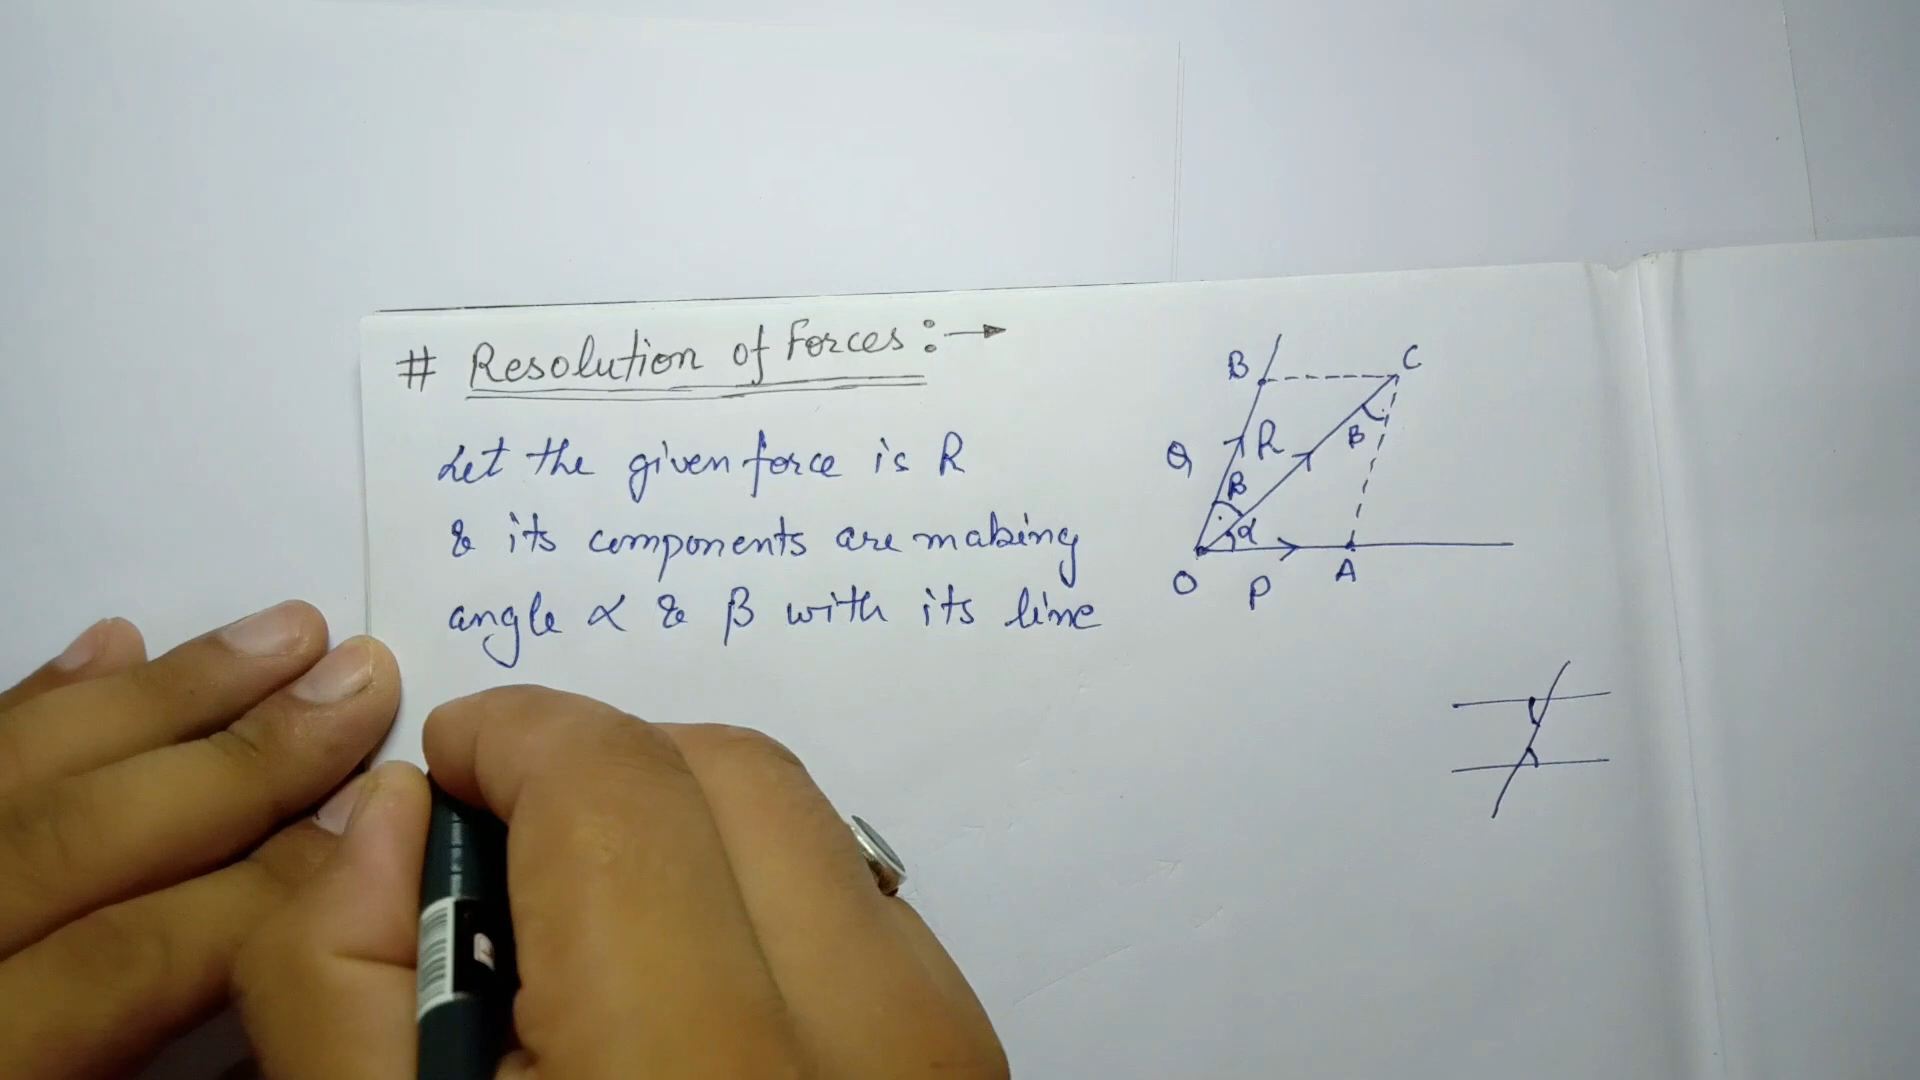 # Resolution of Forces :→
Let the given force is R
& its components are making
angle α & β with its line
B C
Q R β
β
α
O P A